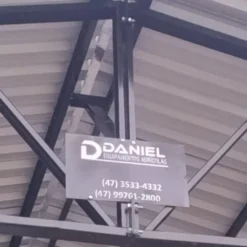 DANIEL
EQUIPAMENTOS AGRÍCOLAS
(47) 3533-4332
(47) 99761-2800